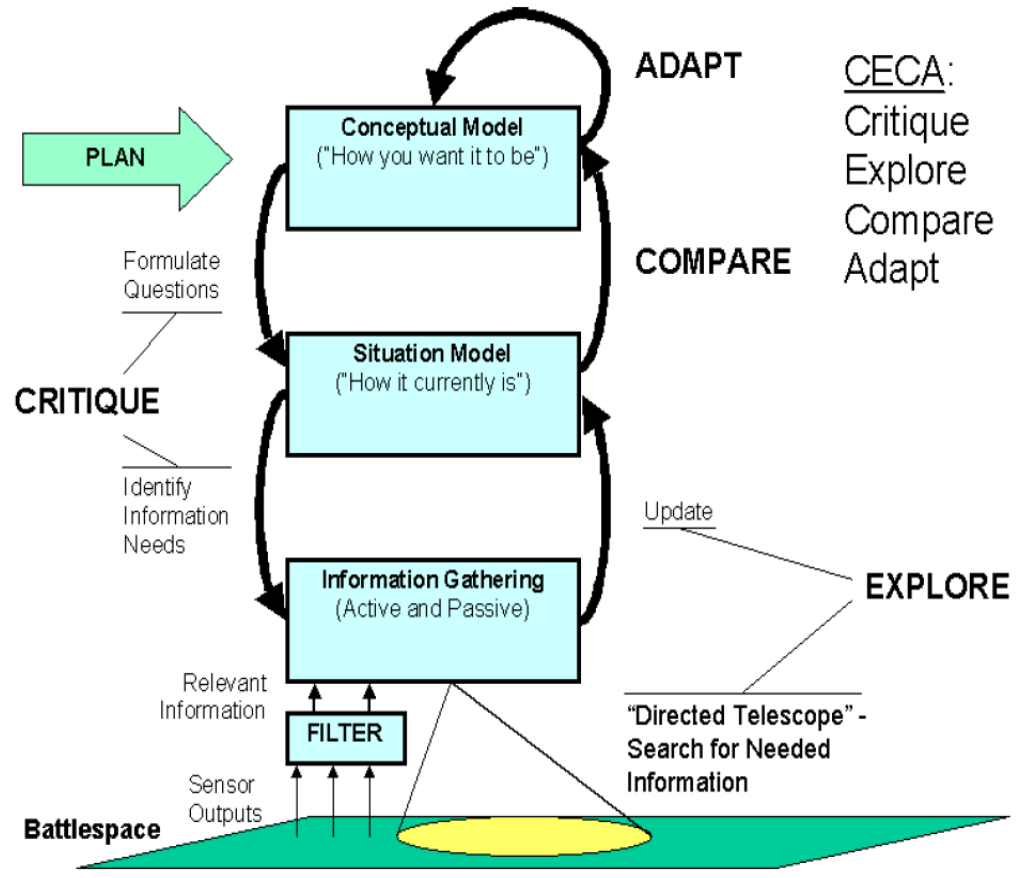 ADAPT
CECA:
Critique
Explore
Compare
Adapt
PLAN
Conceptual Model
("How you want it to be")
COMPARE
Formulate
Questions
CRITIQUE
Identify
Information
Needs
Situation Model
("How it currently is")
Update
EXPLORE
Information Gathering
(Active and Passive)
“Directed Telescope” -
Search for Needed
Information
Relevant
Information
FILTER
Sensor
Outputs
Battlespace